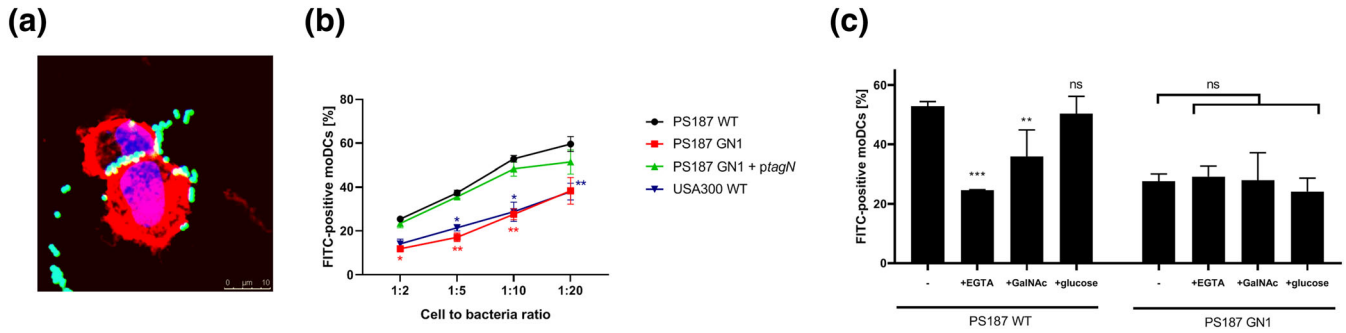 (a)
0 µm 10
(b)
FITC-positive moDCs [%]
80
60
40
20
0
**
*
*
*
**
**
1:2
1:5
1:10
1:20
Cell to bacteria ratio
PS187 WT
PS187 GN1
PS187 GN1 + ptagN
USA300 WT
(c)
FITC-positive moDCs [%]
60
40
20
0
***
**
ns
ns
- +EGTA +GalNAc +glucose
- +EGTA +GalNAc +glucose
PS187 WT
PS187 GN1